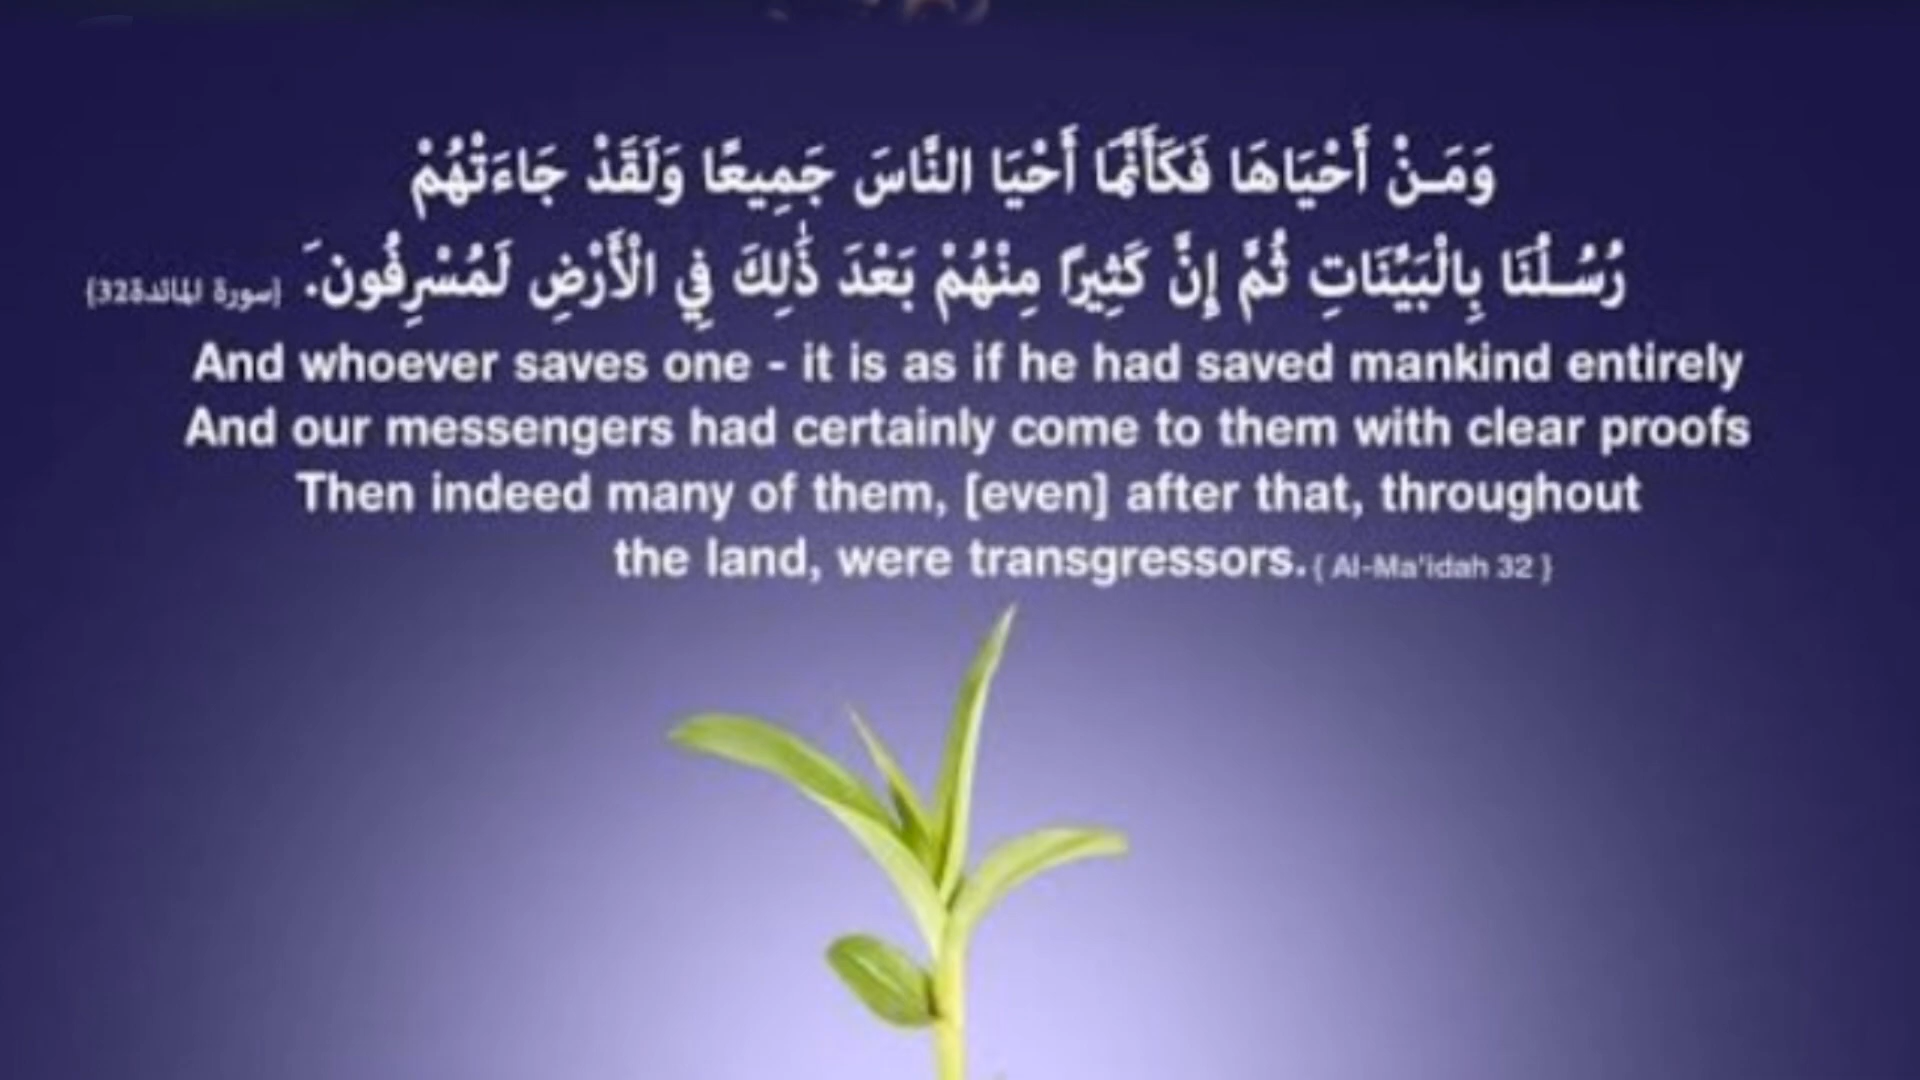 وَمَـنْ أَحْيَاهَا فَكَأَنَّمَا أَحْيَا النَّاسَ جَمِيعًا وَلَقَدْ جَاءَتْهُمْ
رُسُـلُنَا بِالْبَيِّنَاتِ ثُمَّ إِنَّ كَثِيرًا مِنْهُمْ بَعْدَ ذَٰلِكَ فِي الْأَرْضِ لَمُسْرِفُونَ. {سورة المائدة32}
And whoever saves one - it is as if he had saved mankind entirely
And our messengers had certainly come to them with clear proofs
Then indeed many of them, [even] after that, throughout
the land, were transgressors. { Al-Ma'idah 32 }